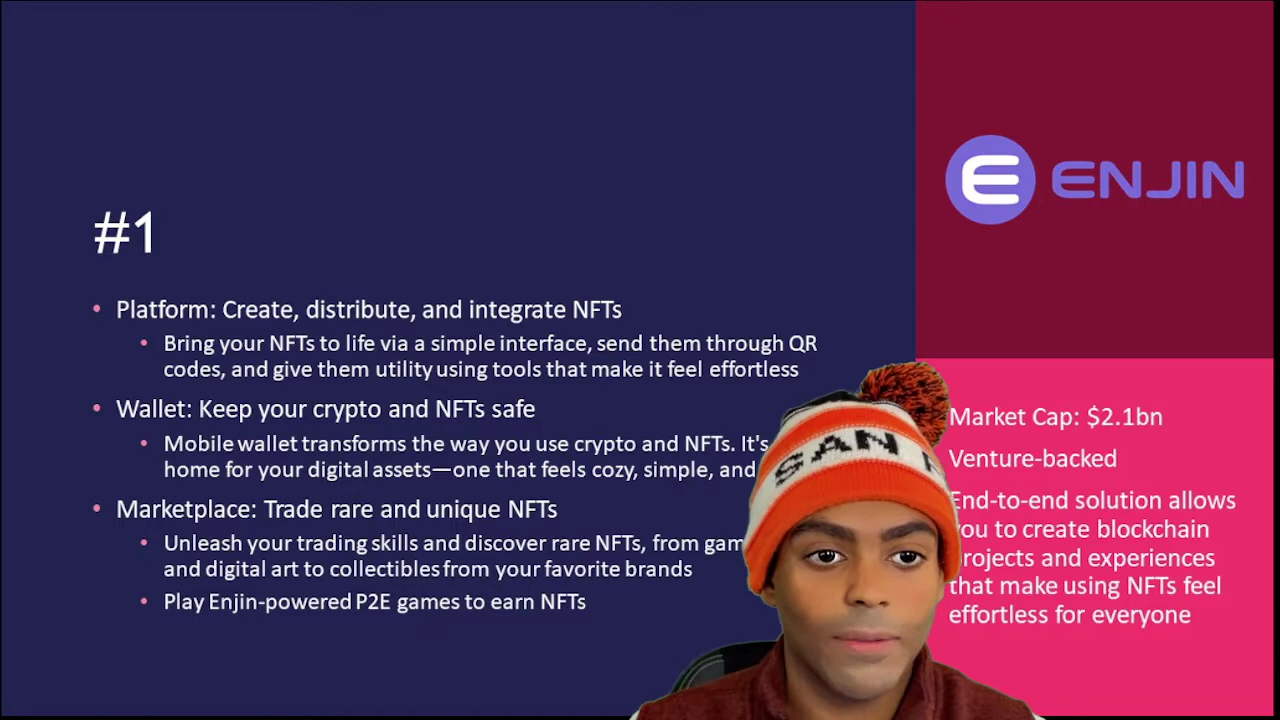 #1
Platform: Create, distribute, and integrate NFTs
Bring your NFTs to life via a simple interface, send them through QR
codes, and give them utility using tools that make it feel effortless
Wallet: Keep your crypto and NFTs safe
Mobile wallet transforms the way you use crypto and NFTs. It's
home for your digital assets—one that feels cozy, simple, and
Marketplace: Trade rare and unique NFTs
Unleash your trading skills and discover rare NFTs, from
and digital art to collectibles from your favorite brands
Play Enjin-powered P2E games to earn NFTs
ENJIN
Market Cap: $2.1bn
Venture-backed
End-to-end solution allows
you to create blockchain
projects and experiences
that make using NFTs feel
effortless for everyone
SAN